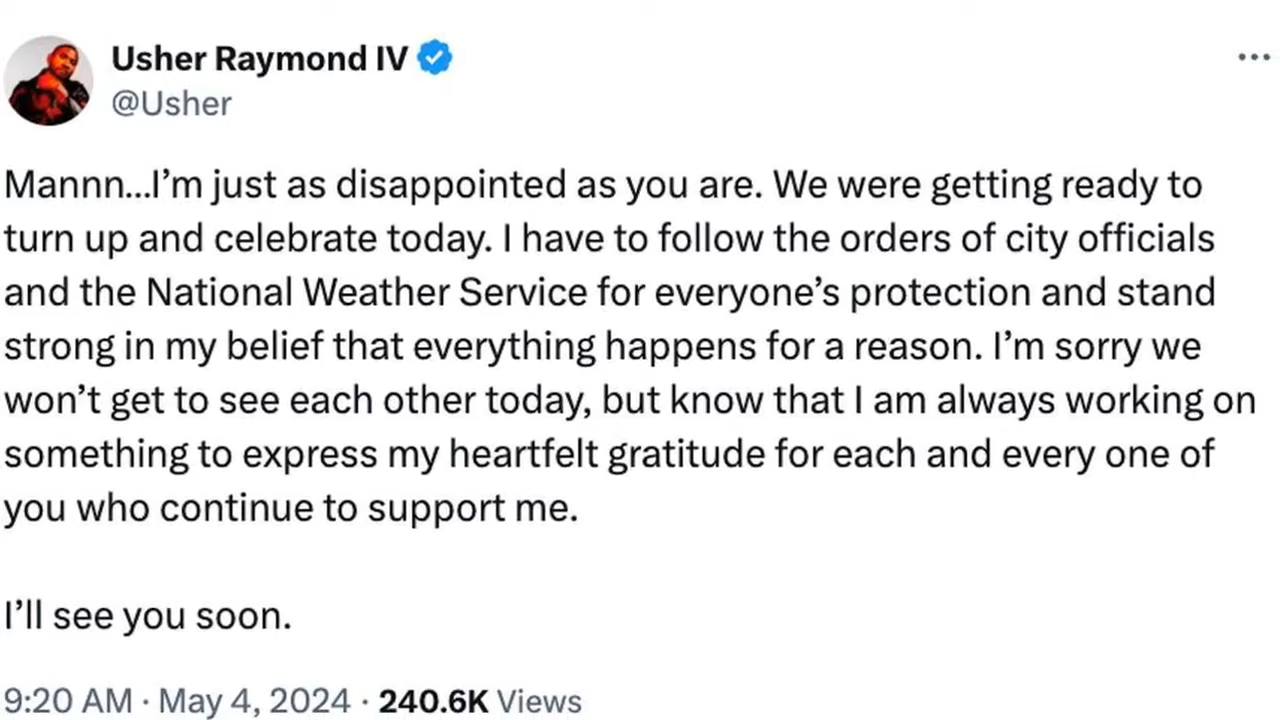 Usher Raymond IV
@Usher
Mannn...I’m just as disappointed as you are. We were getting ready to
turn up and celebrate today. I have to follow the orders of city officials
and the National Weather Service for everyone’s protection and stand
strong in my belief that everything happens for a reason. I’m sorry we
won’t get to see each other today, but know that I am always working on
something to express my heartfelt gratitude for each and every one of
you who continue to support me.
I’ll see you soon.
9:20 AM · May 4, 2024 · 240.6K Views